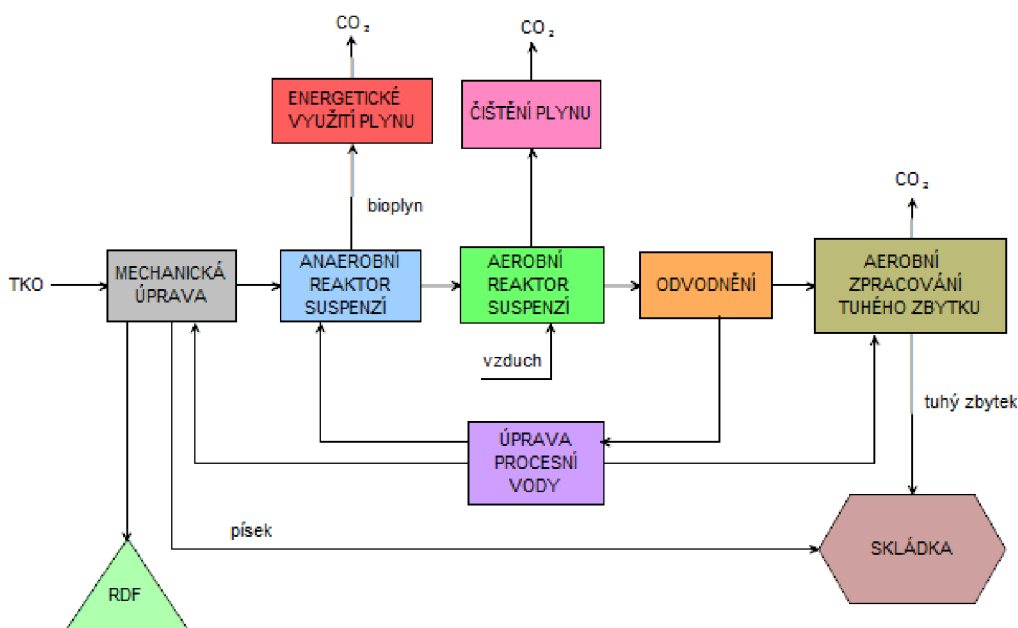 CO₂
CO₂
ENERGETICKÉ
VYUŽITÍ PLYNU
ČIŠTĚNÍ PLYNU
CO₂
bioplyn
TKO
MECHANICKÁ
ÚPRAVA
ANAEROBNÍ
REAKTOR
SUSPENZÍ
AEROBNÍ
REAKTOR
SUSPENZÍ
ODVODNĚNÍ
AEROBNÍ
ZPRACOVÁNÍ
TUHÉHO ZBYTKU
vzduch
tuhý zbytek
ÚPRAVA
PROCESNÍ
VODY
písek
SKLÁDKA
RDF